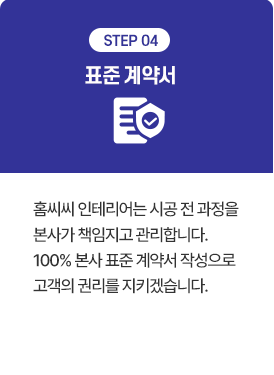 STEP 04
표준 계약서
홈씨씨 인테리어는 시공 전 과정을
본사가 책임지고 관리합니다.
100% 본사 표준 계약서 작성으로
고객의 권리를 지키겠습니다.